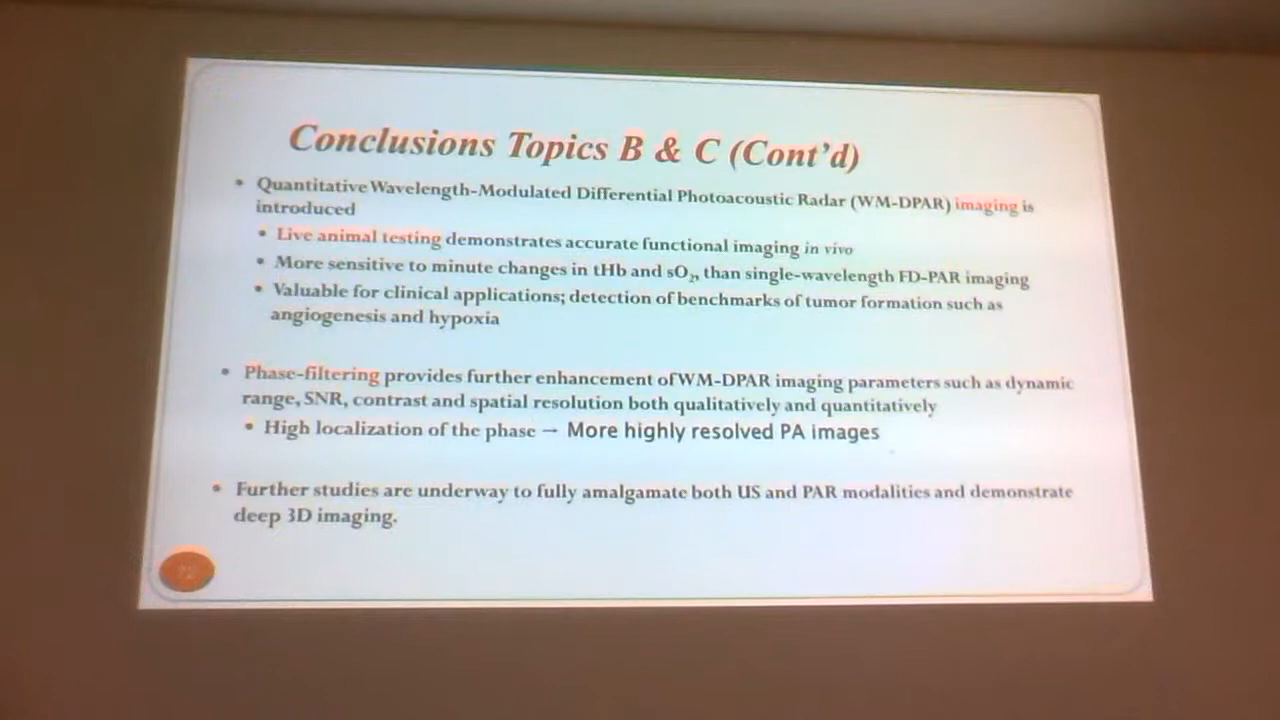 Conclusions Topics B & C (Cont'd)
• Quantitative Wavelength-Modulated Differential Photoacoustic Radar (WM-DPAR) imaging is
introduced
• Live animal testing demonstrates accurate functional imaging in vivo
• More sensitive to minute changes in tHb and sO₂, than single-wavelength FD-PAR imaging
• Valuable for clinical applications; detection of benchmarks of tumor formation such as
angiogenesis and hypoxia
• Phase-filtering provides further enhancement of WM-DPAR imaging parameters such as dynamic
range, SNR, contrast and spatial resolution both qualitatively and quantitatively
• High localization of the phase → More highly resolved PA images
• Further studies are underway to fully amalgamate both US and PAR modalities and demonstrate
deep 3D imaging.